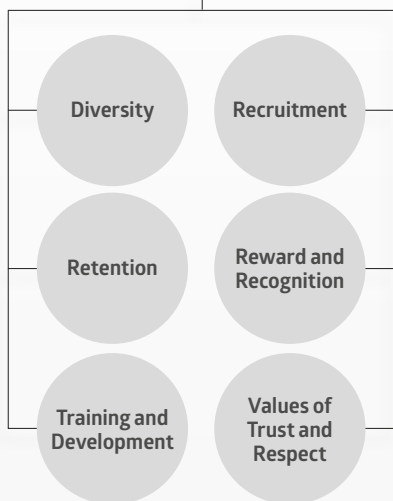 Diversity
Recruitment
Retention
Reward and
Recognition
Training and
Development
Values of
Trust and
Respect